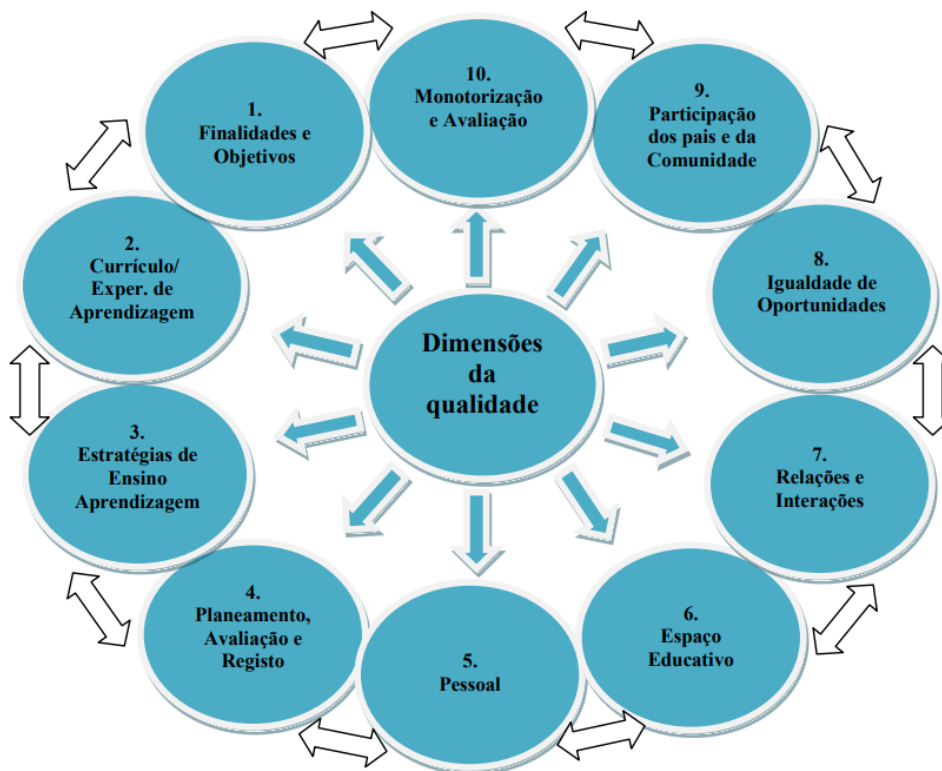 Dimensões
da
qualidade
1.
Finalidades e
Objetivos
2.
Currículo/
Exper. de
Aprendizagem
3.
Estratégias de
Ensino
Aprendizagem
4.
Planeamento,
Avaliação e
Registo
5.
Pessoal
6.
Espaço
Educativo
7.
Relações e
Interações
8.
Igualdade de
Oportunidades
9.
Participação
dos pais e da
Comunidade
10.
Monotorização
e Avaliação